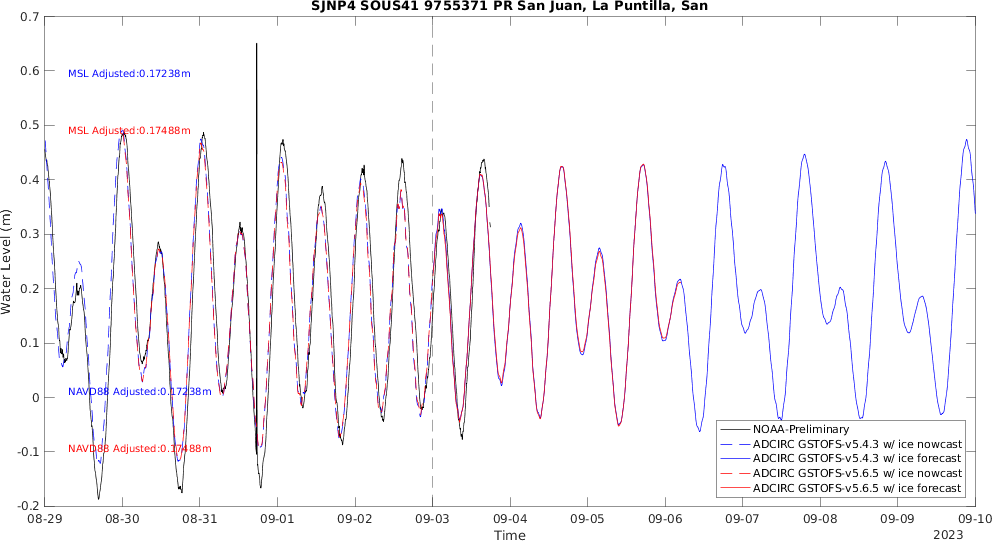 SJNP4 SOUS41 9755371 PR San Juan, La Puntilla, San
0.7
0.6
0.5
0.4
0.3
0.2
0.1
0
-0.1
-0.2
Water Level (m)
MSL Adjusted:0.17238m
MSL Adjusted:0.17488m
NAVD88 Adjusted:0.17238m
NAVD88 Adjusted:0.17488m
NOAA-Preliminary
ADCIRC GSTOFS-v5.4.3 w/ ice nowcast
ADCIRC GSTOFS-v5.4.3 w/ ice forecast
ADCIRC GSTOFS-v5.6.5 w/ ice nowcast
ADCIRC GSTOFS-v5.6.5 w/ ice forecast
08-29 08-30 08-31 09-01 09-02 09-03 09-04 09-05 09-06 09-07 09-08 09-09 09-10
Time
2023